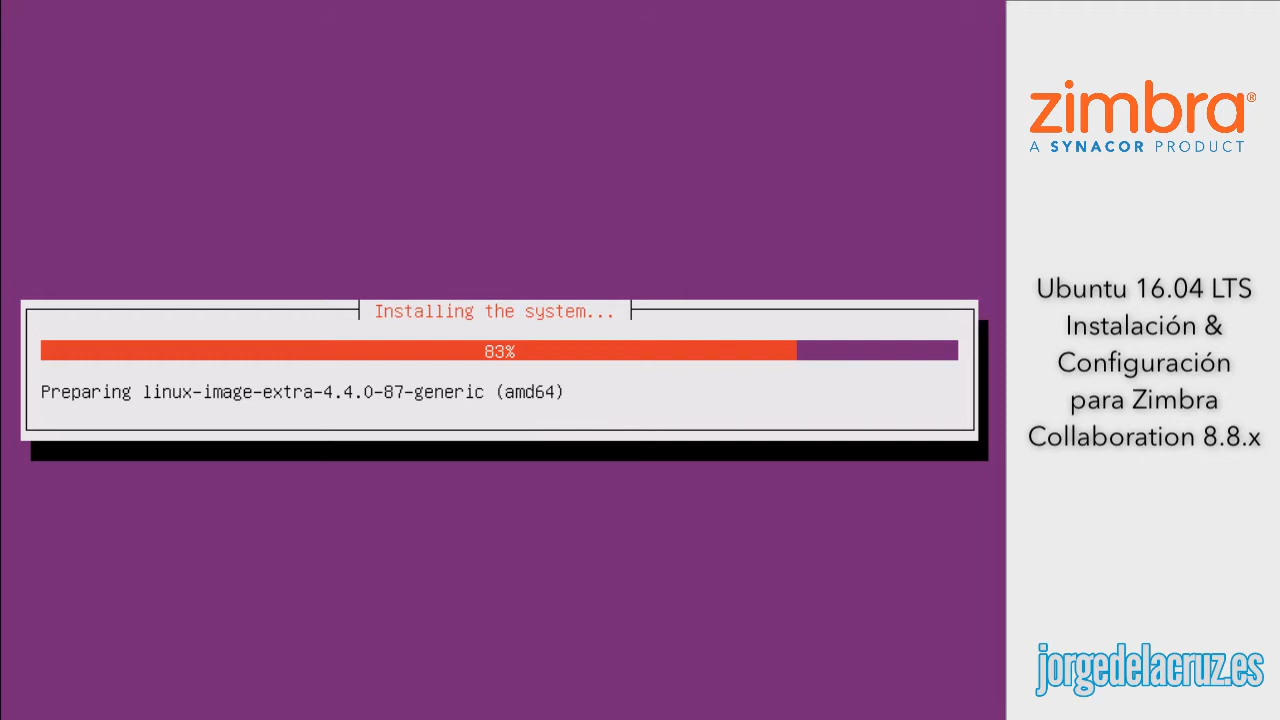 Installing the system...
83%
Preparing linux-image-extra-4.4.0-87-generic (amd64)
zimbra®
A SYNACOR PRODUCT
Ubuntu 16.04 LTS
Instalación &
Configuración
para Zimbra
Collaboration 8.8.x
jorgedelacruz.es